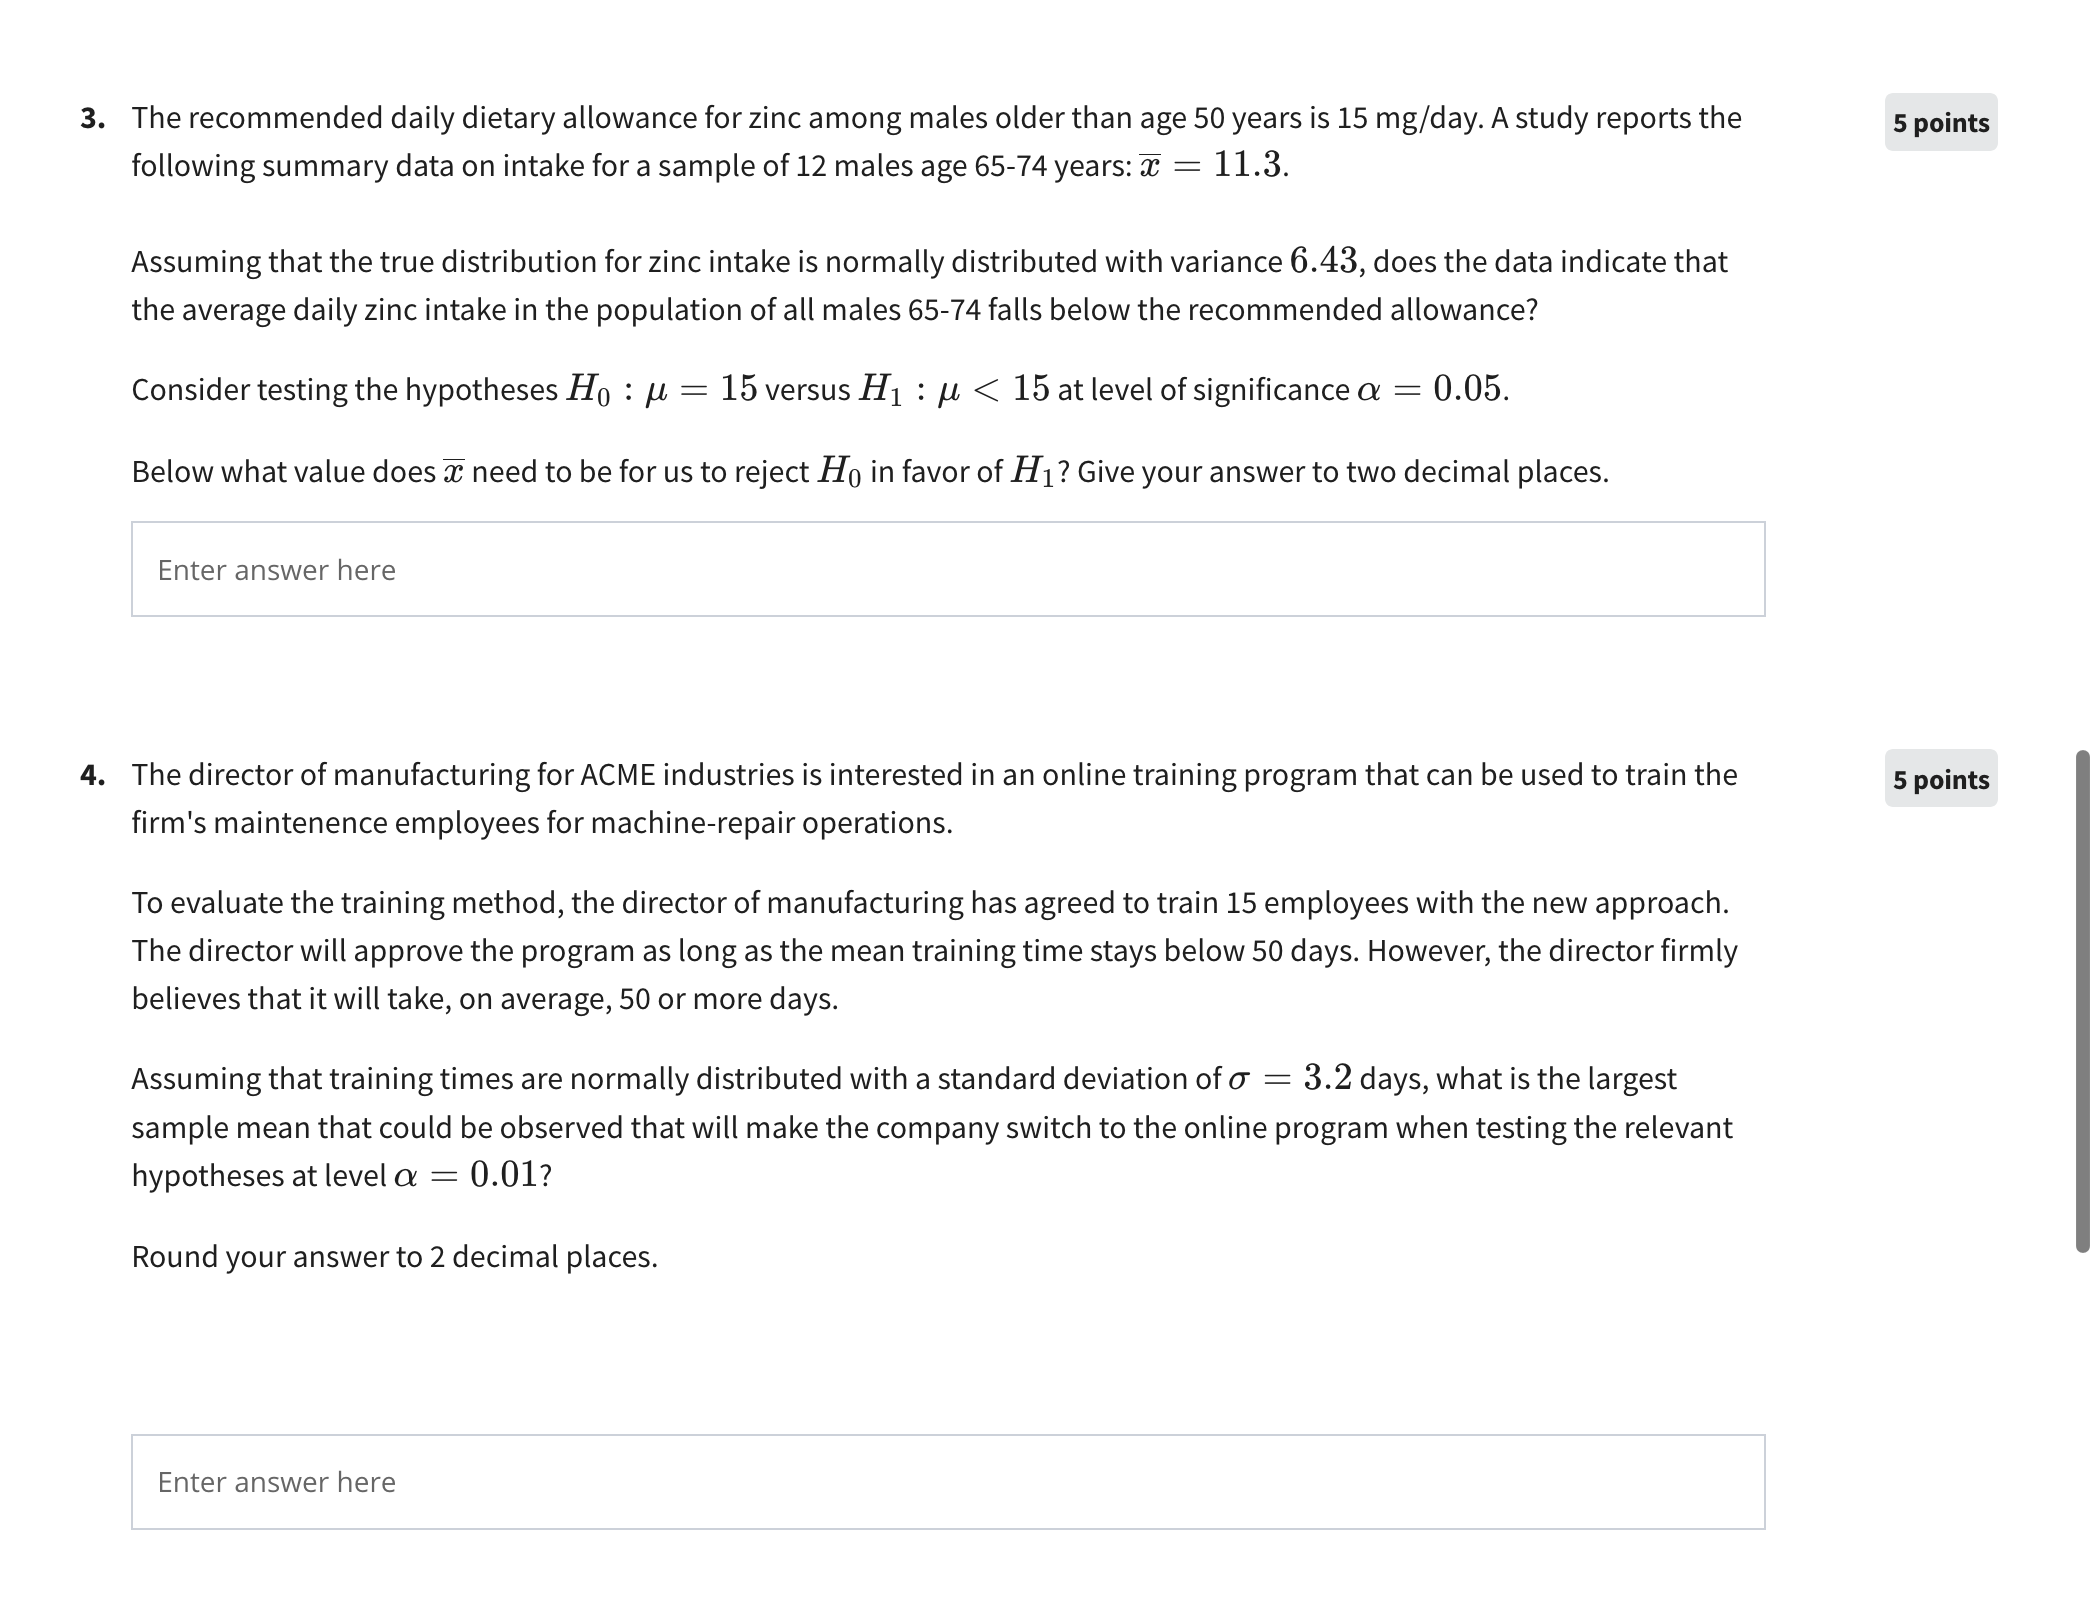 3. The recommended daily dietary allowance for zinc among males older than age 50 years is 15 mg/day. A study reports the
5 points
following summary data on intake for a sample of 12 males age 65-74 years: x̅ = 11.3.
Assuming that the true distribution for zinc intake is normally distributed with variance 6.43, does the data indicate that
the average daily zinc intake in the population of all males 65-74 falls below the recommended allowance?
Consider testing the hypotheses H₀ : μ = 15 versus H₁ : μ < 15 at level of significance α = 0.05.
Below what value does x̅ need to be for us to reject H₀ in favor of H₁? Give your answer to two decimal places.
Enter answer here
4. The director of manufacturing for ACME industries is interested in an online training program that can be used to train the
5 points
firm's maintenence employees for machine-repair operations.
To evaluate the training method, the director of manufacturing has agreed to train 15 employees with the new approach.
The director will approve the program as long as the mean training time stays below 50 days. However, the director firmly
believes that it will take, on average, 50 or more days.
Assuming that training times are normally distributed with a standard deviation of σ = 3.2 days, what is the largest
sample mean that could be observed that will make the company switch to the online program when testing the relevant
hypotheses at level α = 0.01?
Round your answer to 2 decimal places.
Enter answer here